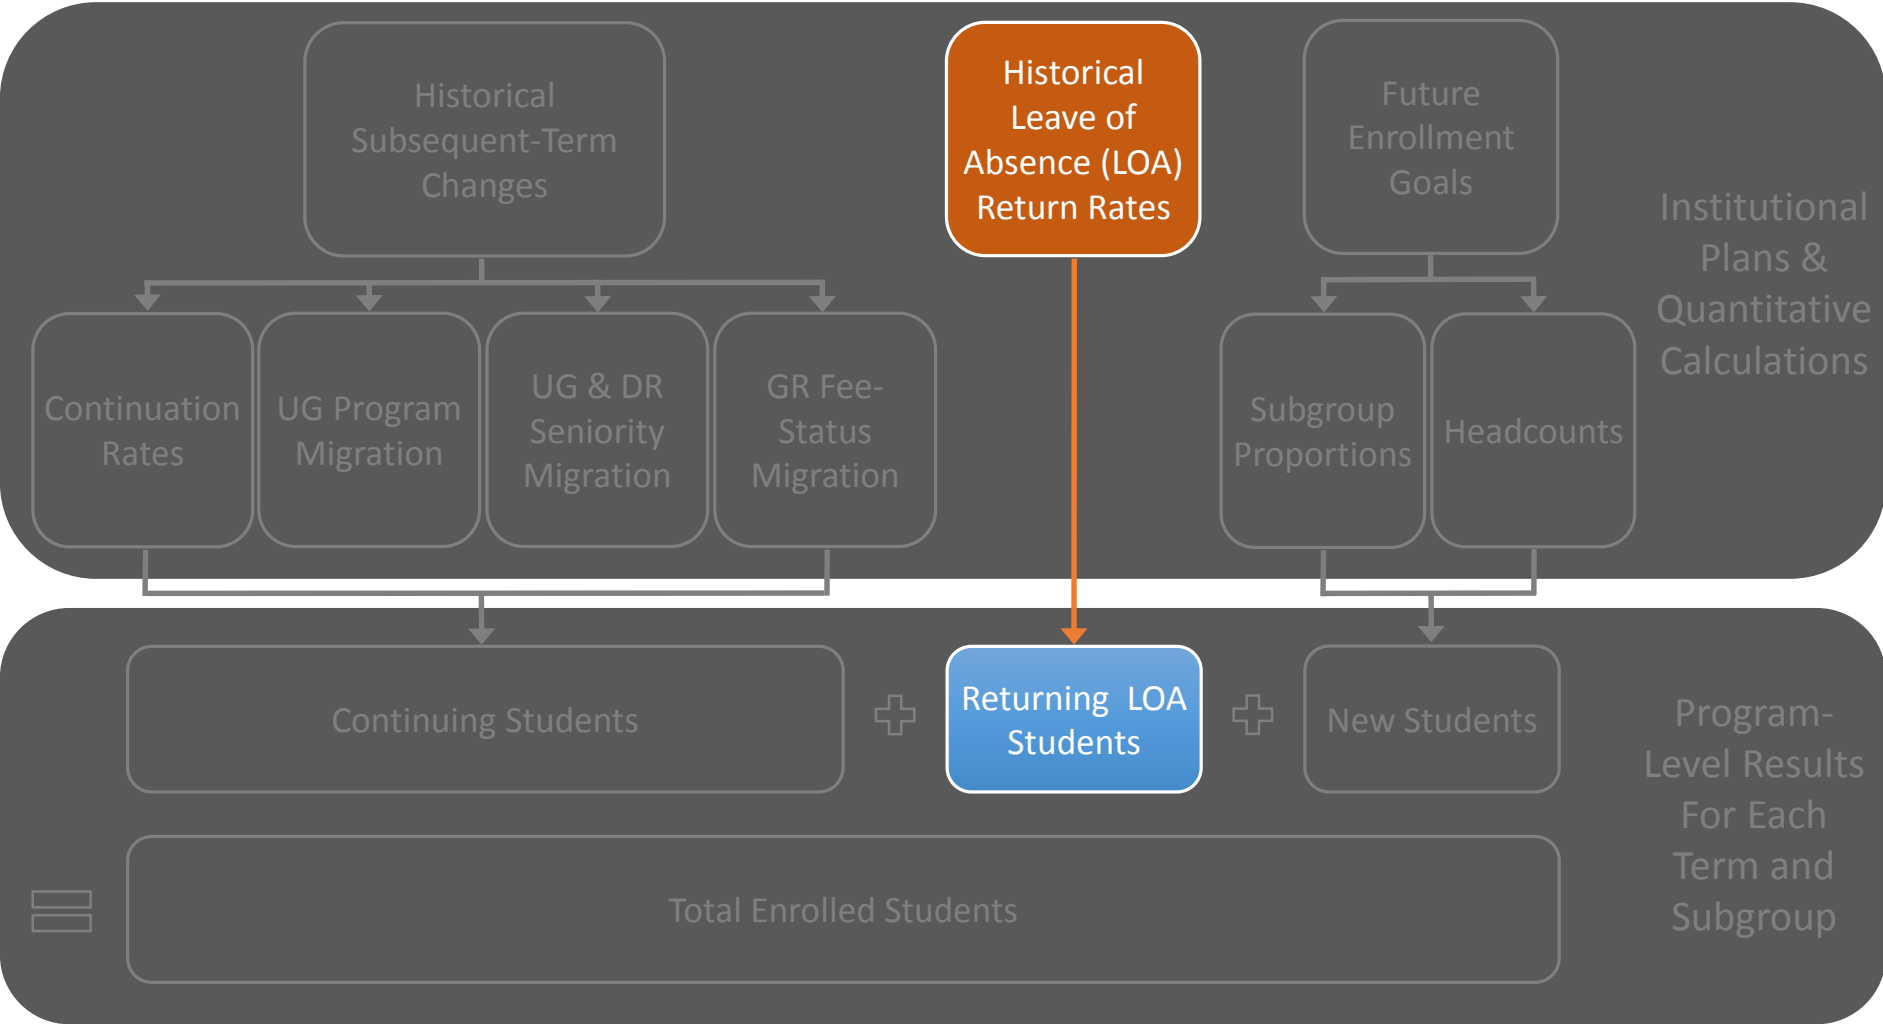 Historical
Subsequent-Term
Changes
Historical
Leave of
Absence (LOA)
Return Rates
Future
Enrollment
Goals
Institutional
Plans &
Quantitative
Calculations
Continuation
Rates
UG Program
Migration
UG & DR
Seniority
Migration
GR Fee-
Status
Migration
Subgroup
Proportions
Headcounts
Continuing Students
Returning LOA
Students
New Students
Program-
Level Results
For Each
Term and
Subgroup
Total Enrolled Students